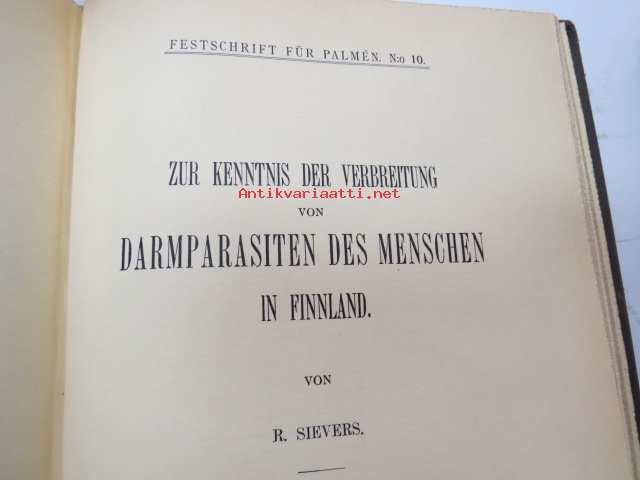 FESTSCHRIFT FÜR PALMÉN. N:o 10.
ZUR KENNTNIS DER VERBREITUNG
Antikvariaatti.net
VON
DARMPARASITEN DES MENSCHEN
IN FINNLAND.
VON
R. SIEVERS.